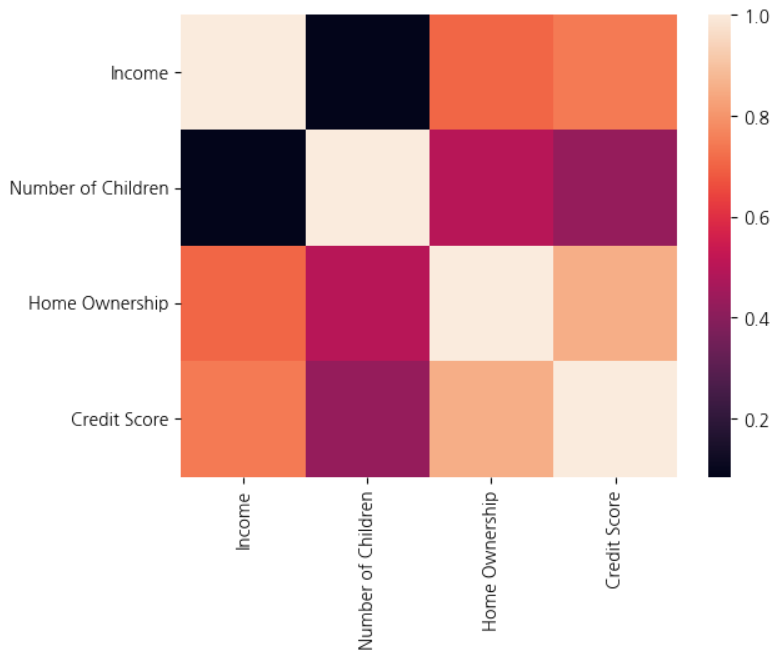 1.0
Income
0.8
Number of Children
0.6
Home Ownership
0.4
Credit Score
0.2
Income
Number of Children
Home Ownership
Credit Score